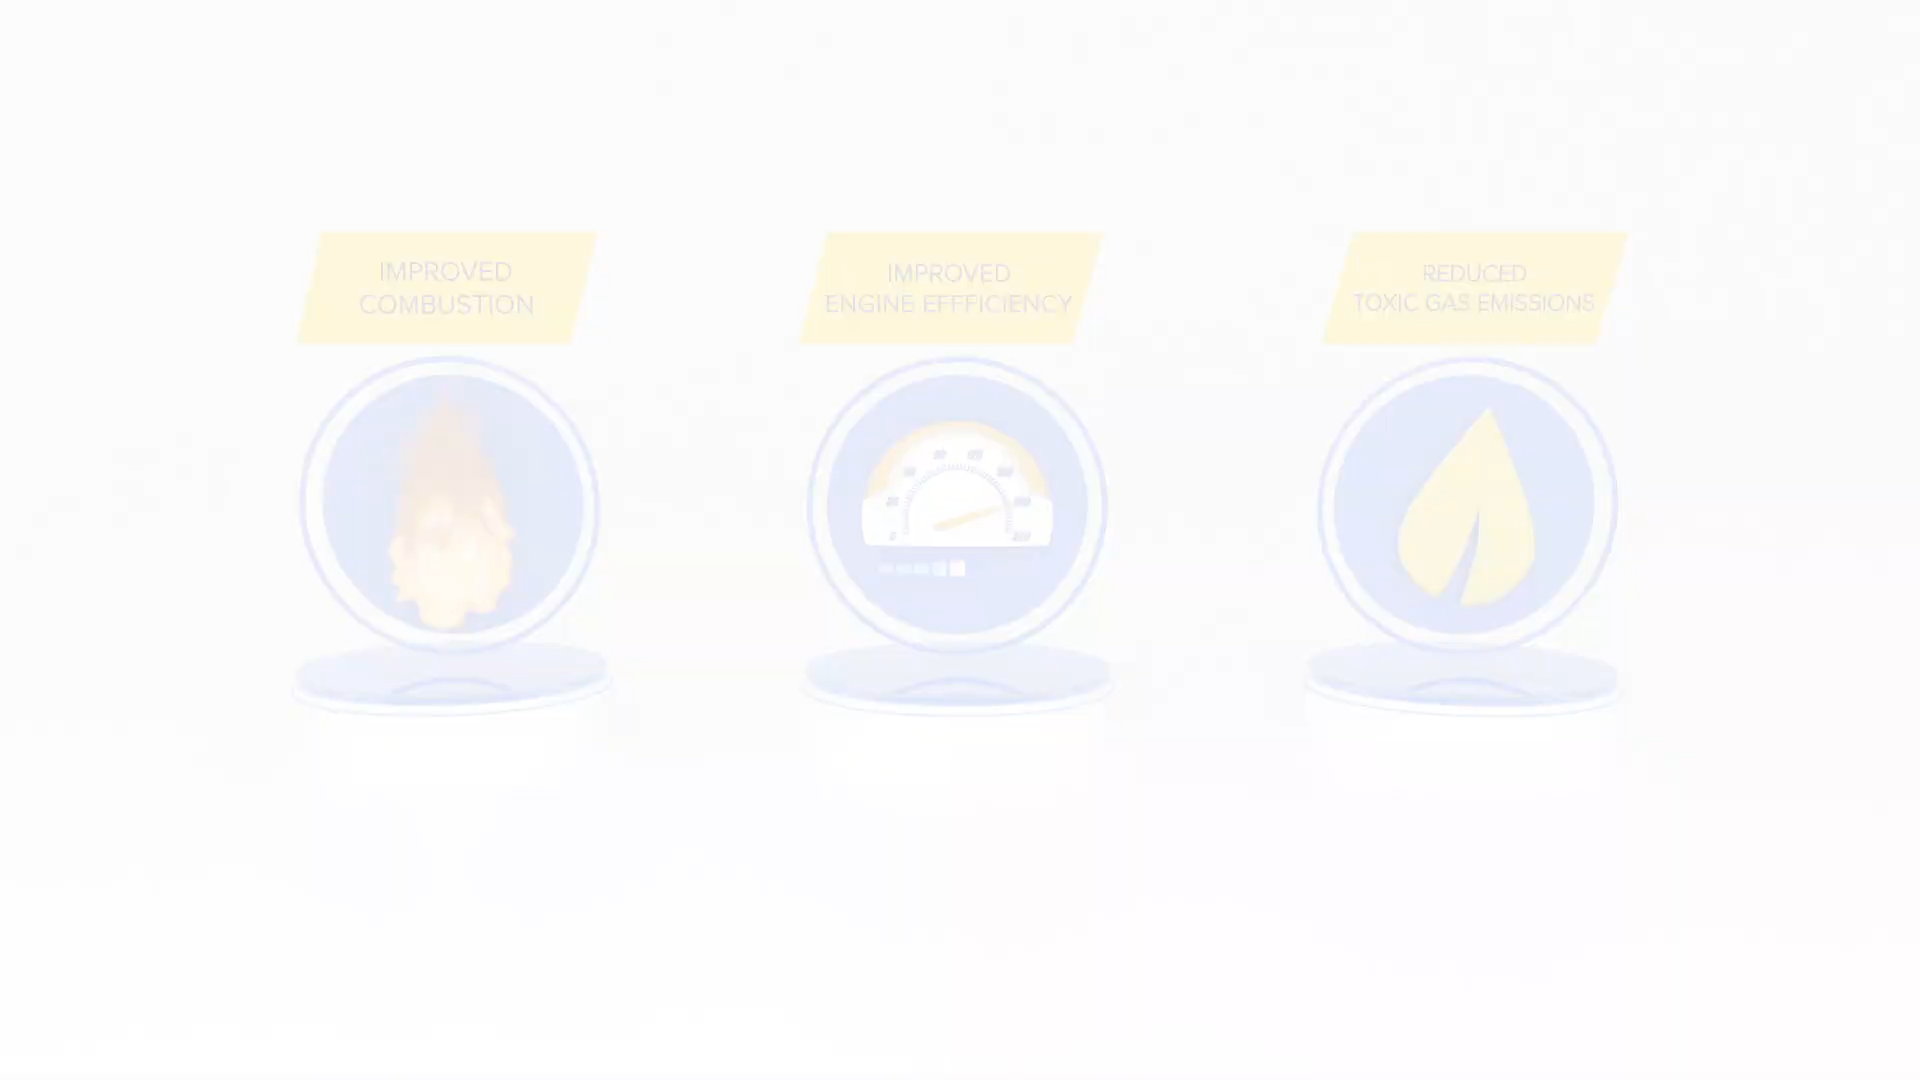 IMPROVED
COMBUSTION
IMPROVED
ENGINE EFFFICIENCY
REDUCED
TOXIC GAS EMISSIONS